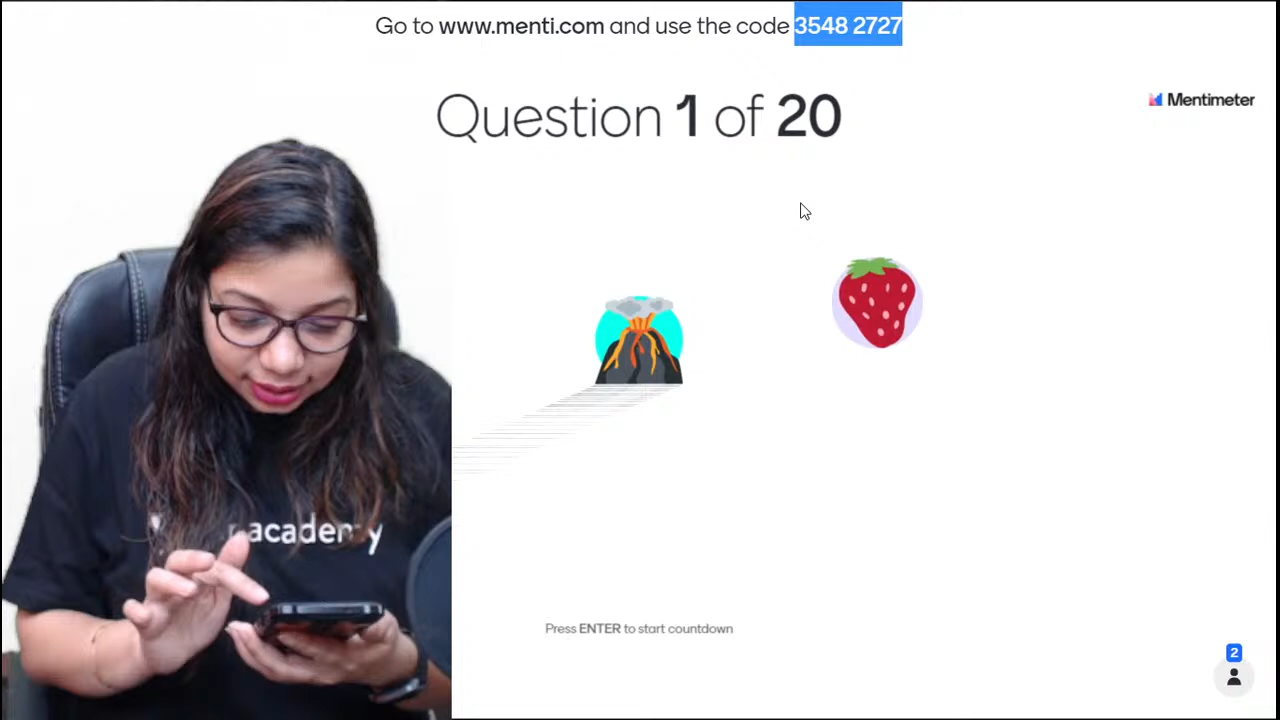 Go to www.menti.com and use the code 3548 2727
Question 1 of 20
Mentimeter
academy
Press ENTER to start countdown
2